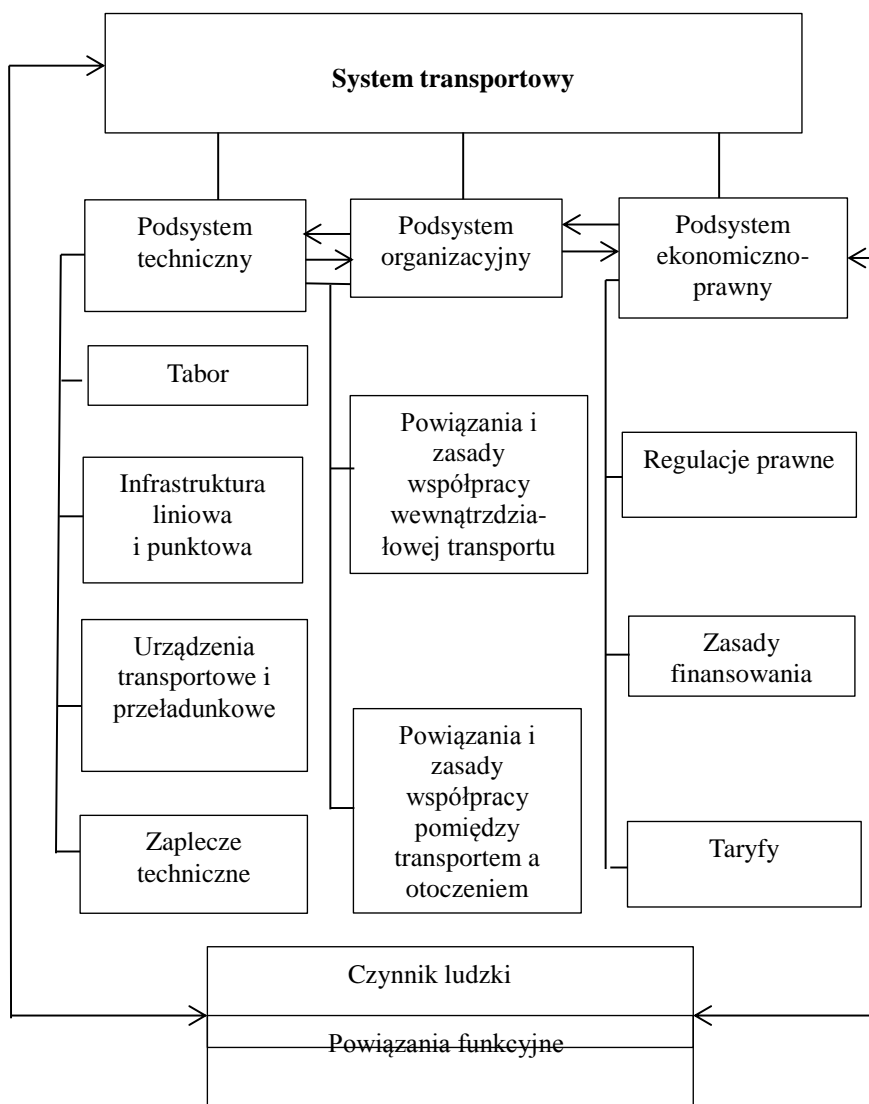 System transportowy
Podsystem
techniczny
Podsystem
organizacyjny
Podsystem
ekonomiczno-
prawny
Tabor
Infrastruktura
liniowa
i punktowa
Urządzenia
transportowe i
przeładunkowe
Zaplecze
techniczne
Powiązania i
zasady
współpracy
wewnątrzdzia-
łowej transportu
Powiązania i
zasady
współpracy
pomiędzy
transportem a
otoczeniem
Regulacje prawne
Zasady
finansowania
Taryfy
Czynnik ludzki
Powiązania funkcyjne